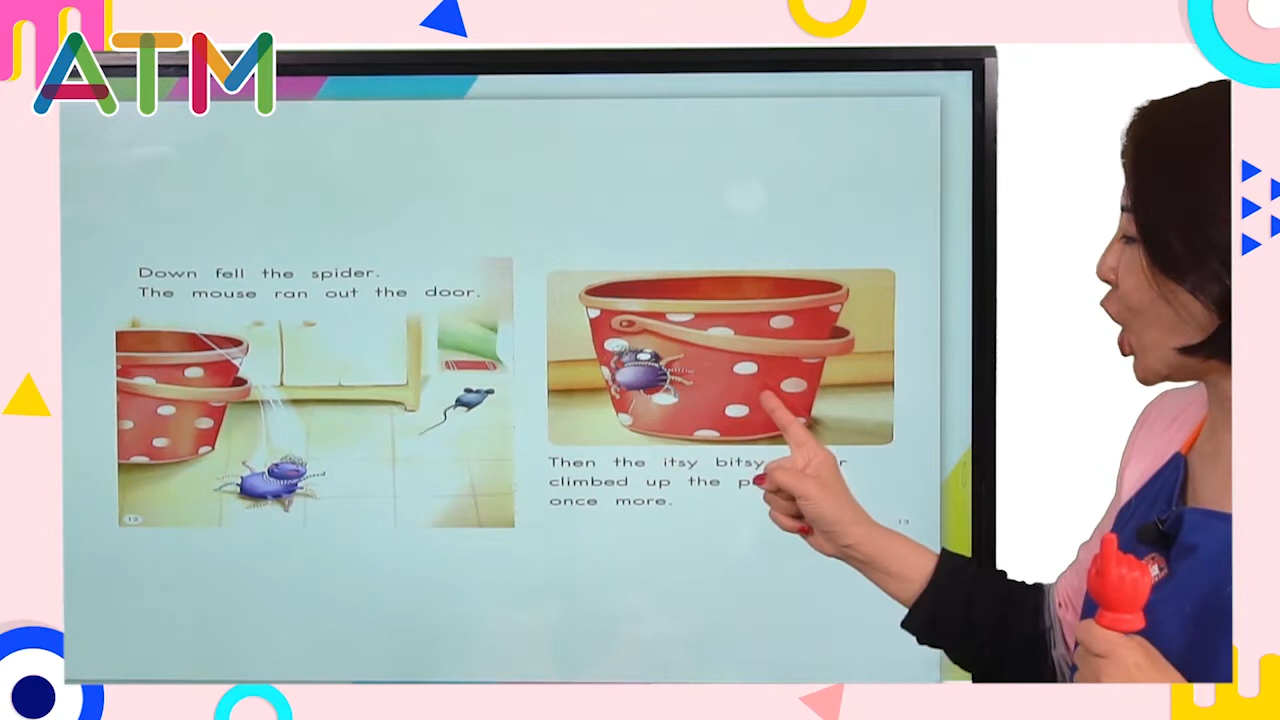 ATM
Down fell the spider.
The mouse ran out the door.
12
Then the itsy bitsy
climbed up the
once more.
13